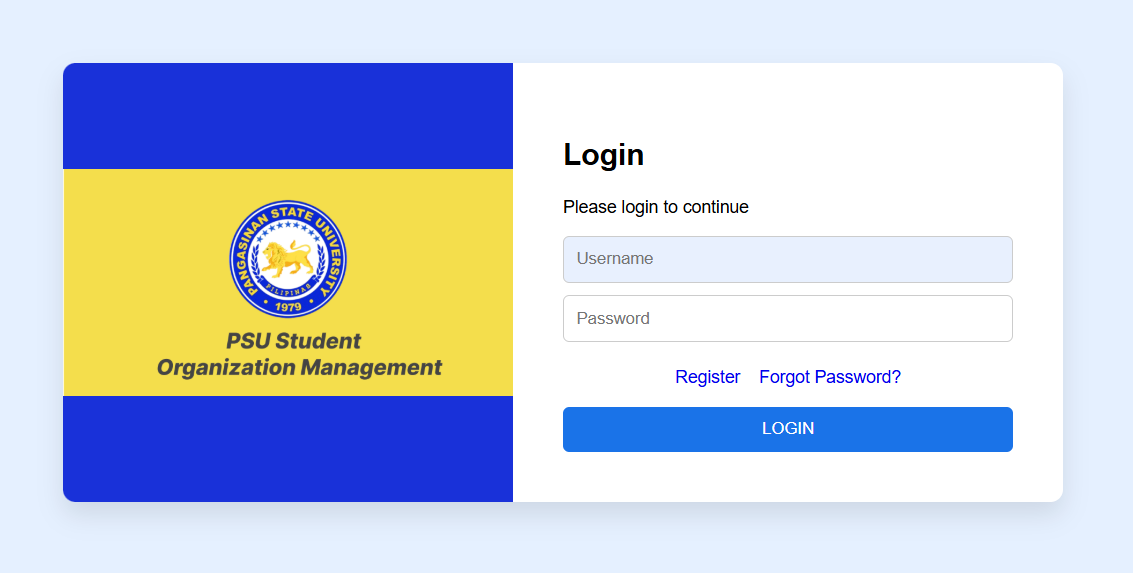 PANGASINAN STATE UNIVERSITY
PILIPINAS
• 1979 •
PSU Student
Organization Management
Login
Please login to continue
Username
Password
Register Forgot Password?
LOGIN